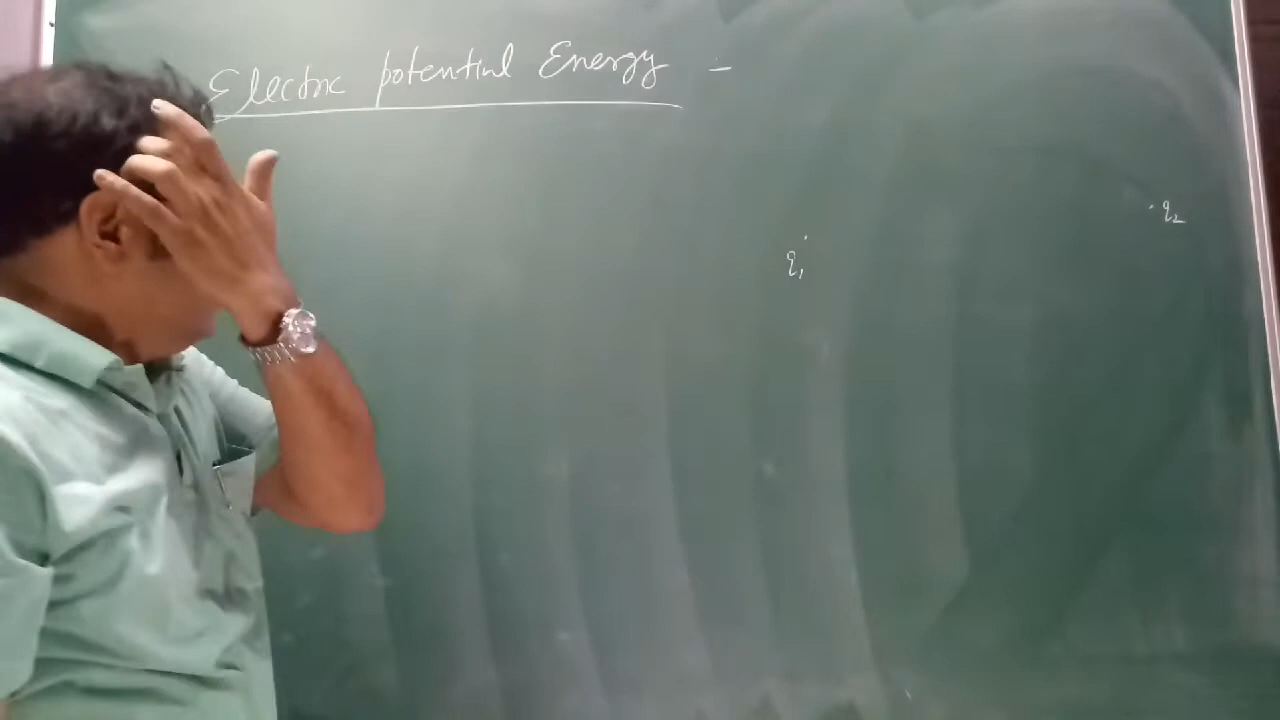 Electric potential Energy -
q₂
q₁